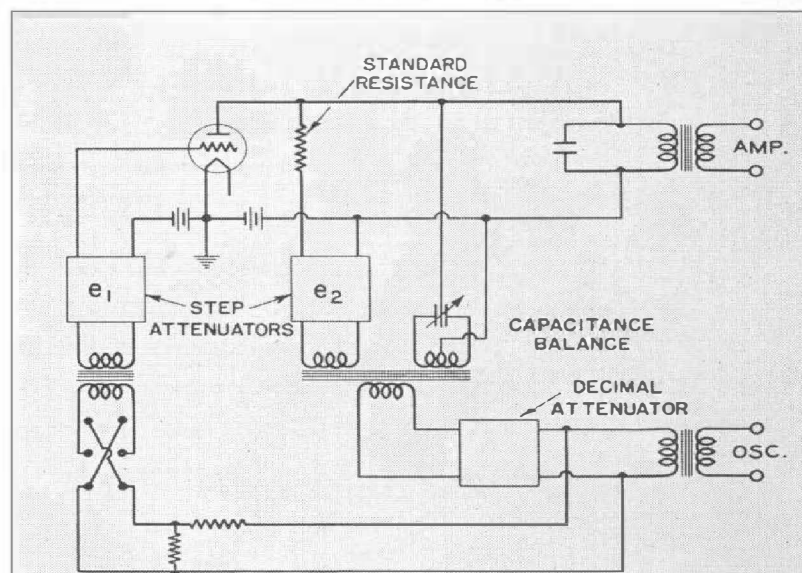 STANDARD
RESISTANCE
AMP.
e1
STEP
ATTENUATORS
e2
CAPACITANCE
BALANCE
DECIMAL
ATTENUATOR
OSC.